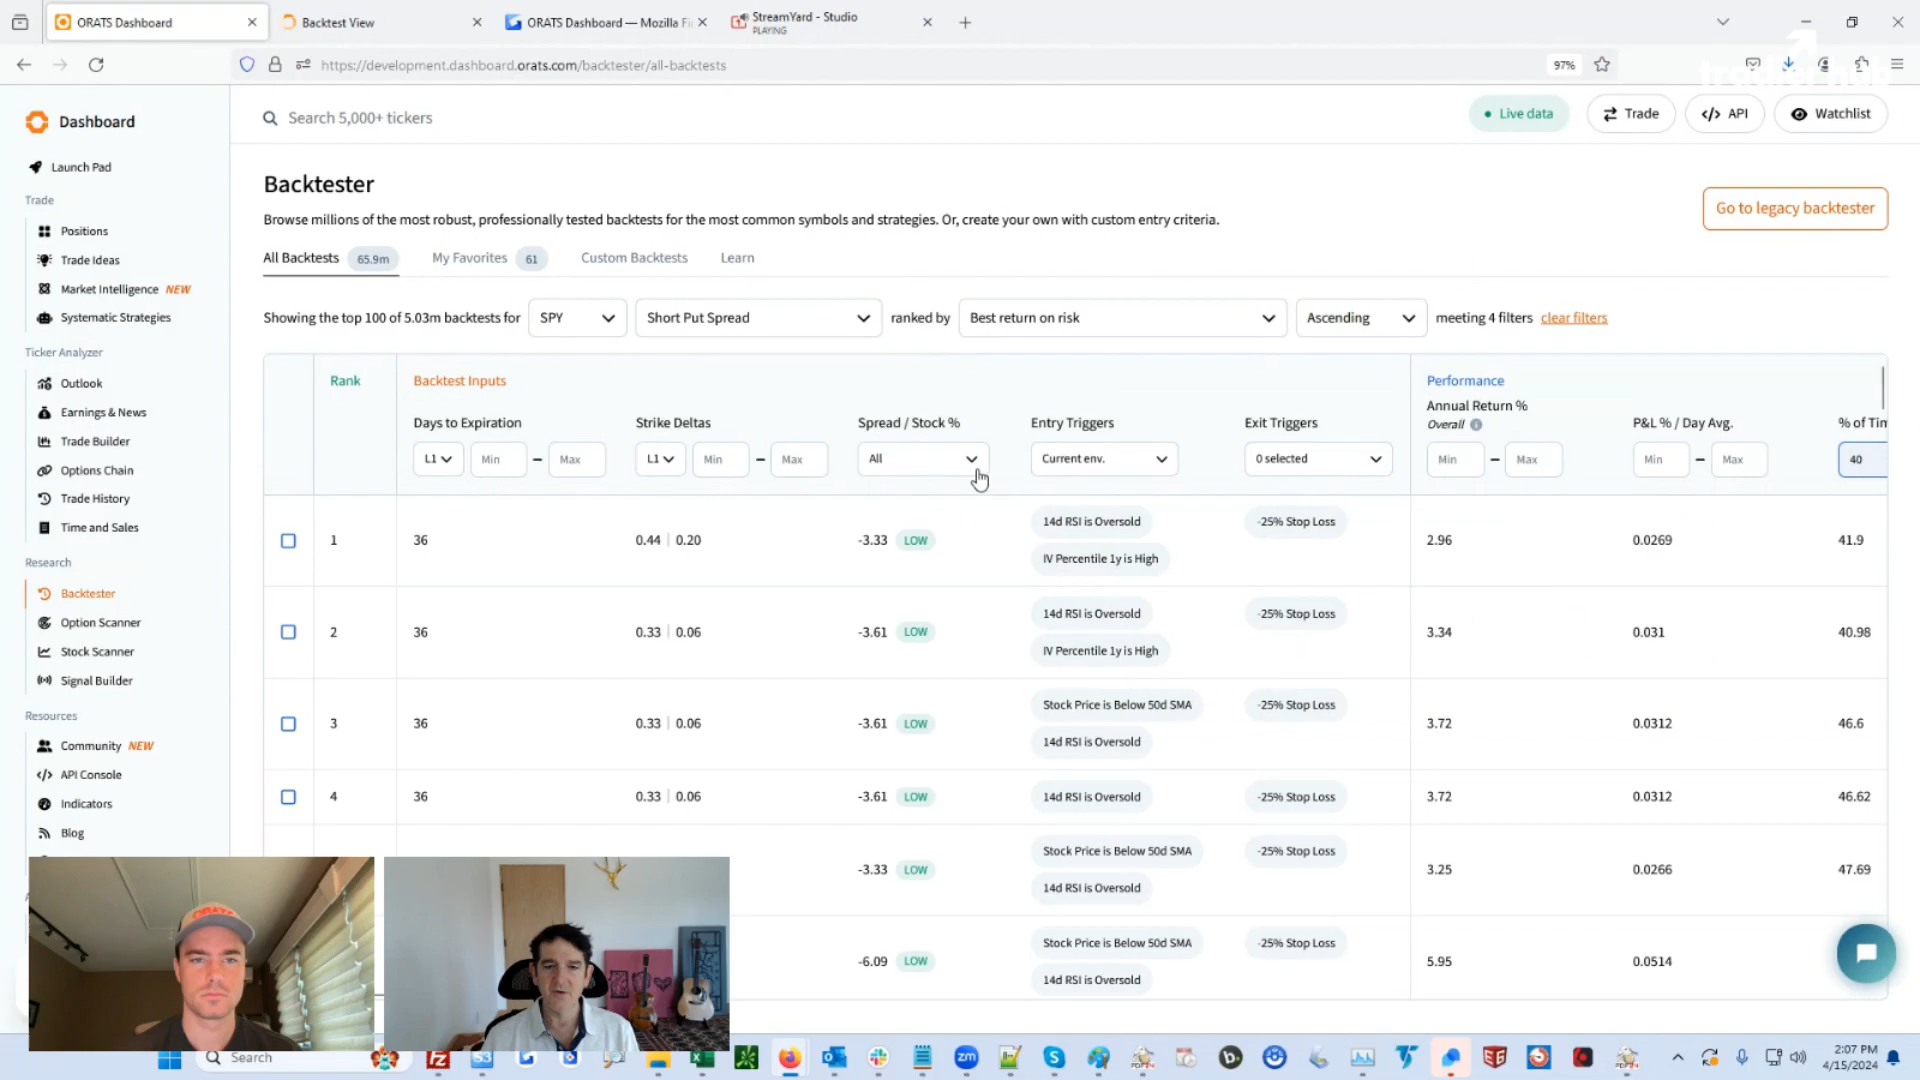 ORATS Dashboard
Backtest View
ORATS Dashboard — Mozilla Fi
StreamYard - Studio
PLAYING
https://development.dashboard.orats.com/backtester/all-backtests
97%
tradier hub
Dashboard
Search 5,000+ tickers
Live data
Trade
</> API
Watchlist
Launch Pad
Trade
Positions
Trade Ideas
Market Intelligence NEW
Systematic Strategies
Ticker Analyzer
Outlook
Earnings & News
Trade Builder
Options Chain
Trade History
Time and Sales
Research
Backtester
Option Scanner
Stock Scanner
Signal Builder
Resources
Community NEW
API Console
Indicators
Blog
Backtester
Browse millions of the most robust, professionally tested backtests for the most common symbols and strategies. Or, create your own with custom entry criteria.
Go to legacy backtester
All Backtests 65.9m
My Favorites 61
Custom Backtests
Learn
Showing the top 100 of 5.03m backtests for SPY Short Put Spread ranked by Best return on risk Ascending meeting 4 filters clear filters
Rank
Backtest Inputs
Performance
Days to Expiration
Strike Deltas
Spread / Stock %
Entry Triggers
Exit Triggers
Annual Return %
Overall
P&L % / Day Avg.
% of Tim
L1 Min – Max
L1 Min – Max
All
Current env.
0 selected
Min – Max
Min – Max
40
1 36 0.44 | 0.20 -3.33 LOW 14d RSI is Oversold -25% Stop Loss 2.96 0.0269 41.9
IV Percentile 1y is High
2 36 0.33 | 0.06 -3.61 LOW 14d RSI is Oversold -25% Stop Loss 3.34 0.031 40.98
IV Percentile 1y is High
3 36 0.33 | 0.06 -3.61 LOW Stock Price is Below 50d SMA -25% Stop Loss 3.72 0.0312 46.6
14d RSI is Oversold
4 36 0.33 | 0.06 -3.61 LOW 14d RSI is Oversold -25% Stop Loss 3.72 0.0312 46.62
-3.33 LOW Stock Price is Below 50d SMA -25% Stop Loss 3.25 0.0266 47.69
14d RSI is Oversold
-6.09 LOW Stock Price is Below 50d SMA -25% Stop Loss 5.95 0.0514
14d RSI is Oversold
ORATS
Search
2:07 PM
4/15/2024